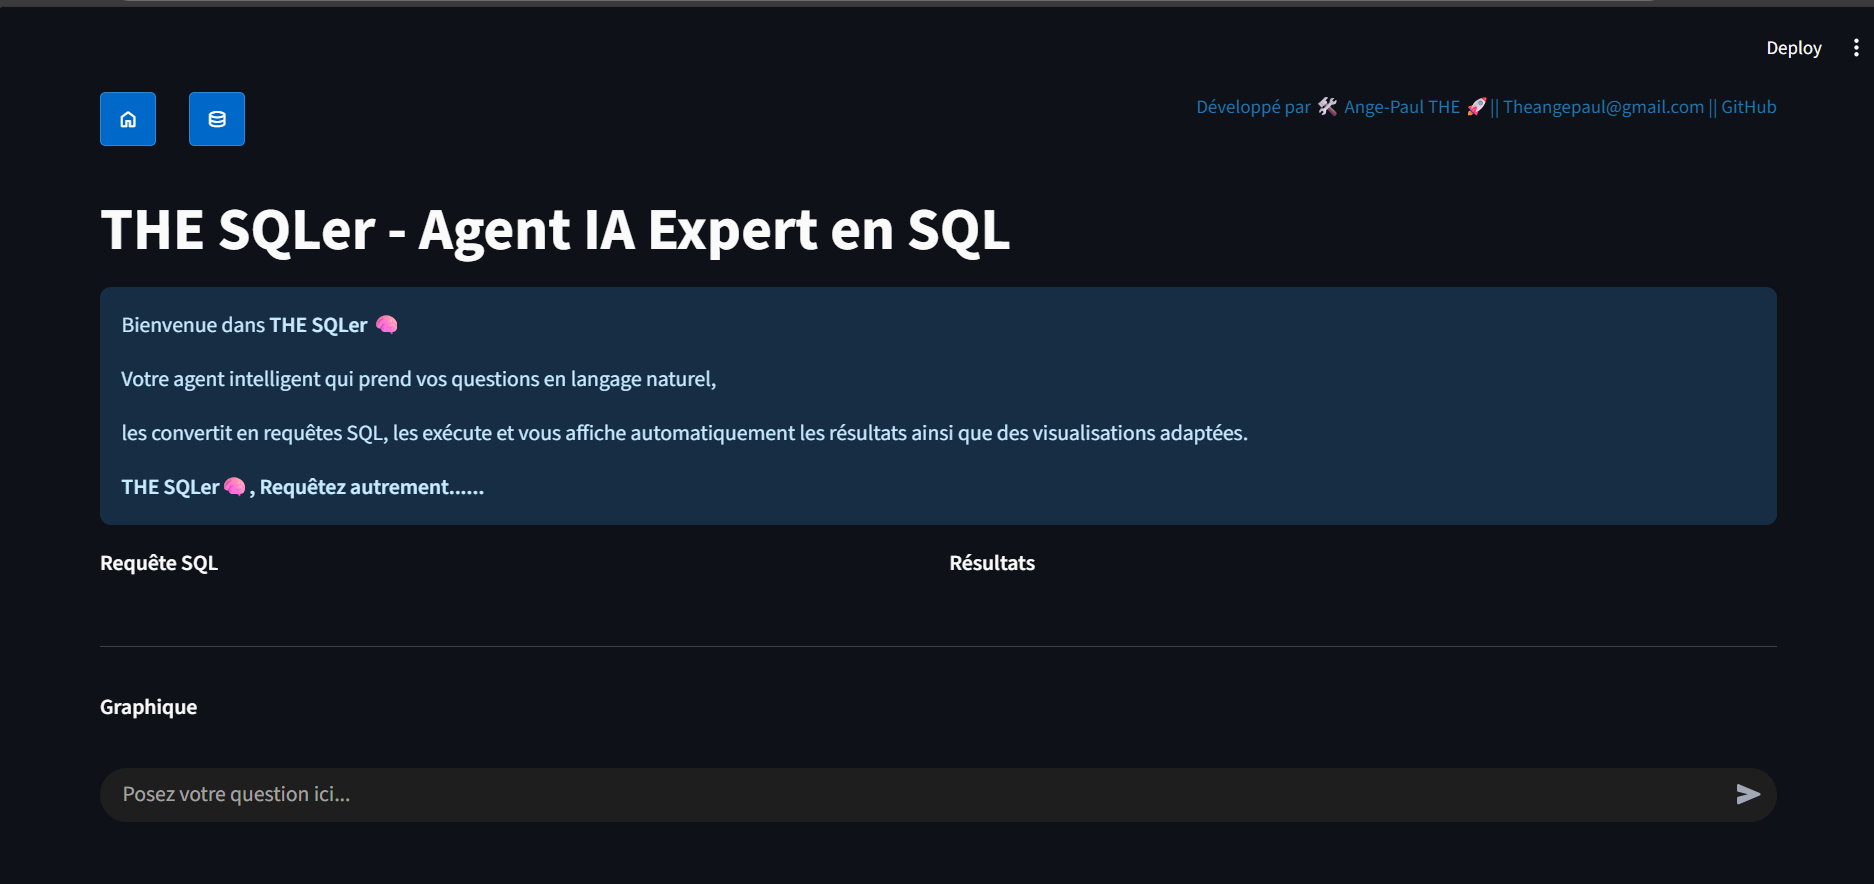 Deploy
Développé par 🛠️ Ange-Paul THE 🚀 || Theangepaul@gmail.com || GitHub
THE SQLer - Agent IA Expert en SQL
Bienvenue dans THE SQLer 🧠
Votre agent intelligent qui prend vos questions en langage naturel,
les convertit en requêtes SQL, les exécute et vous affiche automatiquement les résultats ainsi que des visualisations adaptées.
THE SQLer 🧠, Requêtez autrement......
Requête SQL
Résultats
Graphique
Posez votre question ici...